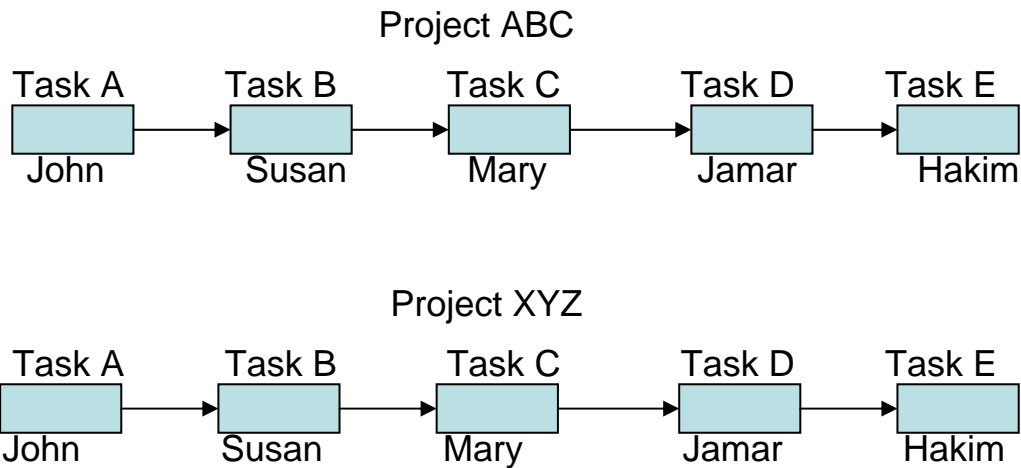 Project ABC
Task A Task B Task C Task D Task E
John Susan Mary Jamar Hakim
Project XYZ
Task A Task B Task C Task D Task E
John Susan Mary Jamar Hakim